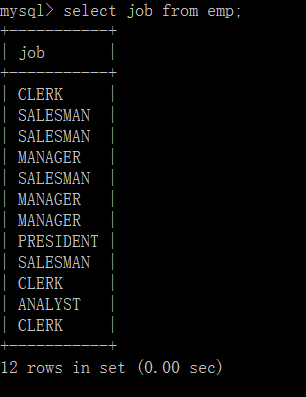 mysql> select job from emp;
+-----------+
| job       |
+-----------+
| CLERK     |
| SALESMAN  |
| SALESMAN  |
| MANAGER   |
| SALESMAN  |
| MANAGER   |
| MANAGER   |
| PRESIDENT |
| SALESMAN  |
| CLERK     |
| ANALYST   |
| CLERK     |
+-----------+
12 rows in set (0.00 sec)